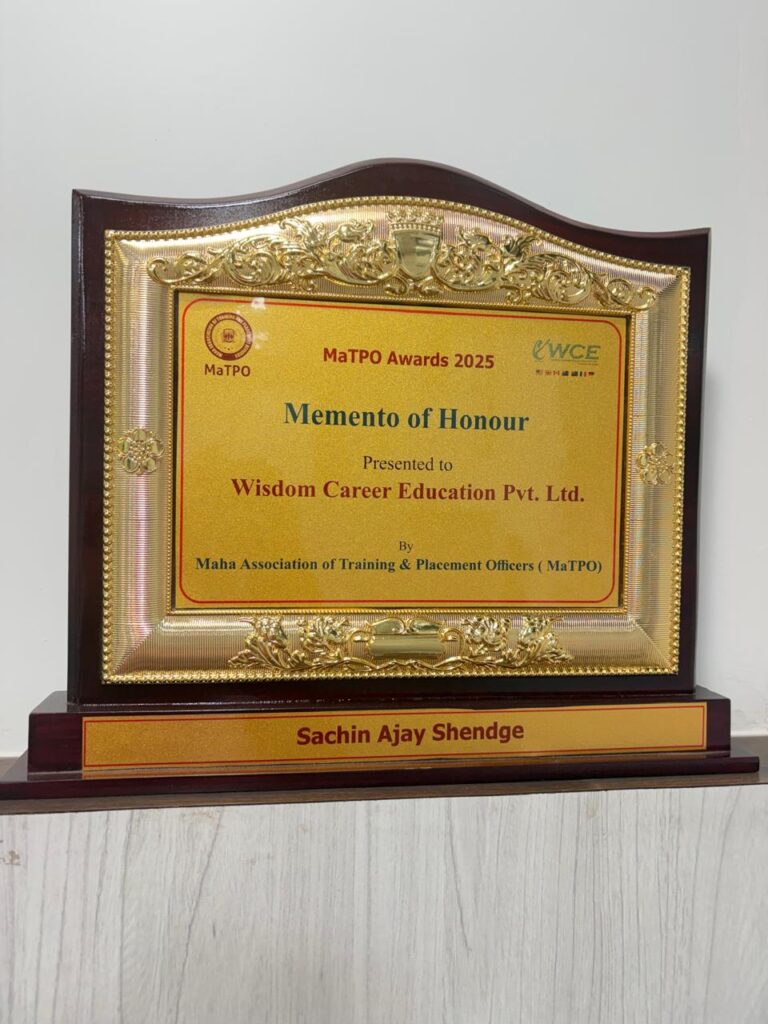 MaTPO
WCE
MaTPO Awards 2025
Memento of Honour
Presented to
Wisdom Career Education Pvt. Ltd.
By
Maha Association of Training & Placement Officers ( MaTPO)
Sachin Ajay Shendge